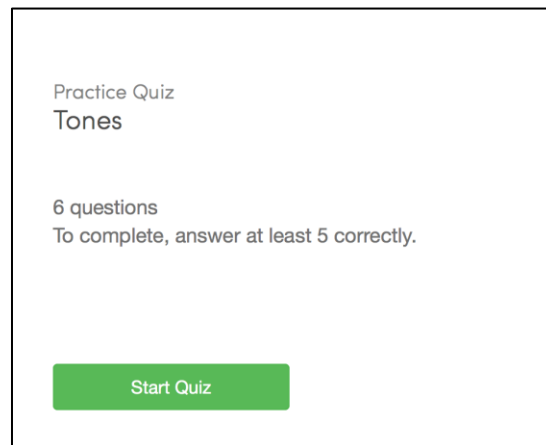 Practice Quiz
Tones
6 questions
To complete, answer at least 5 correctly.
Start Quiz